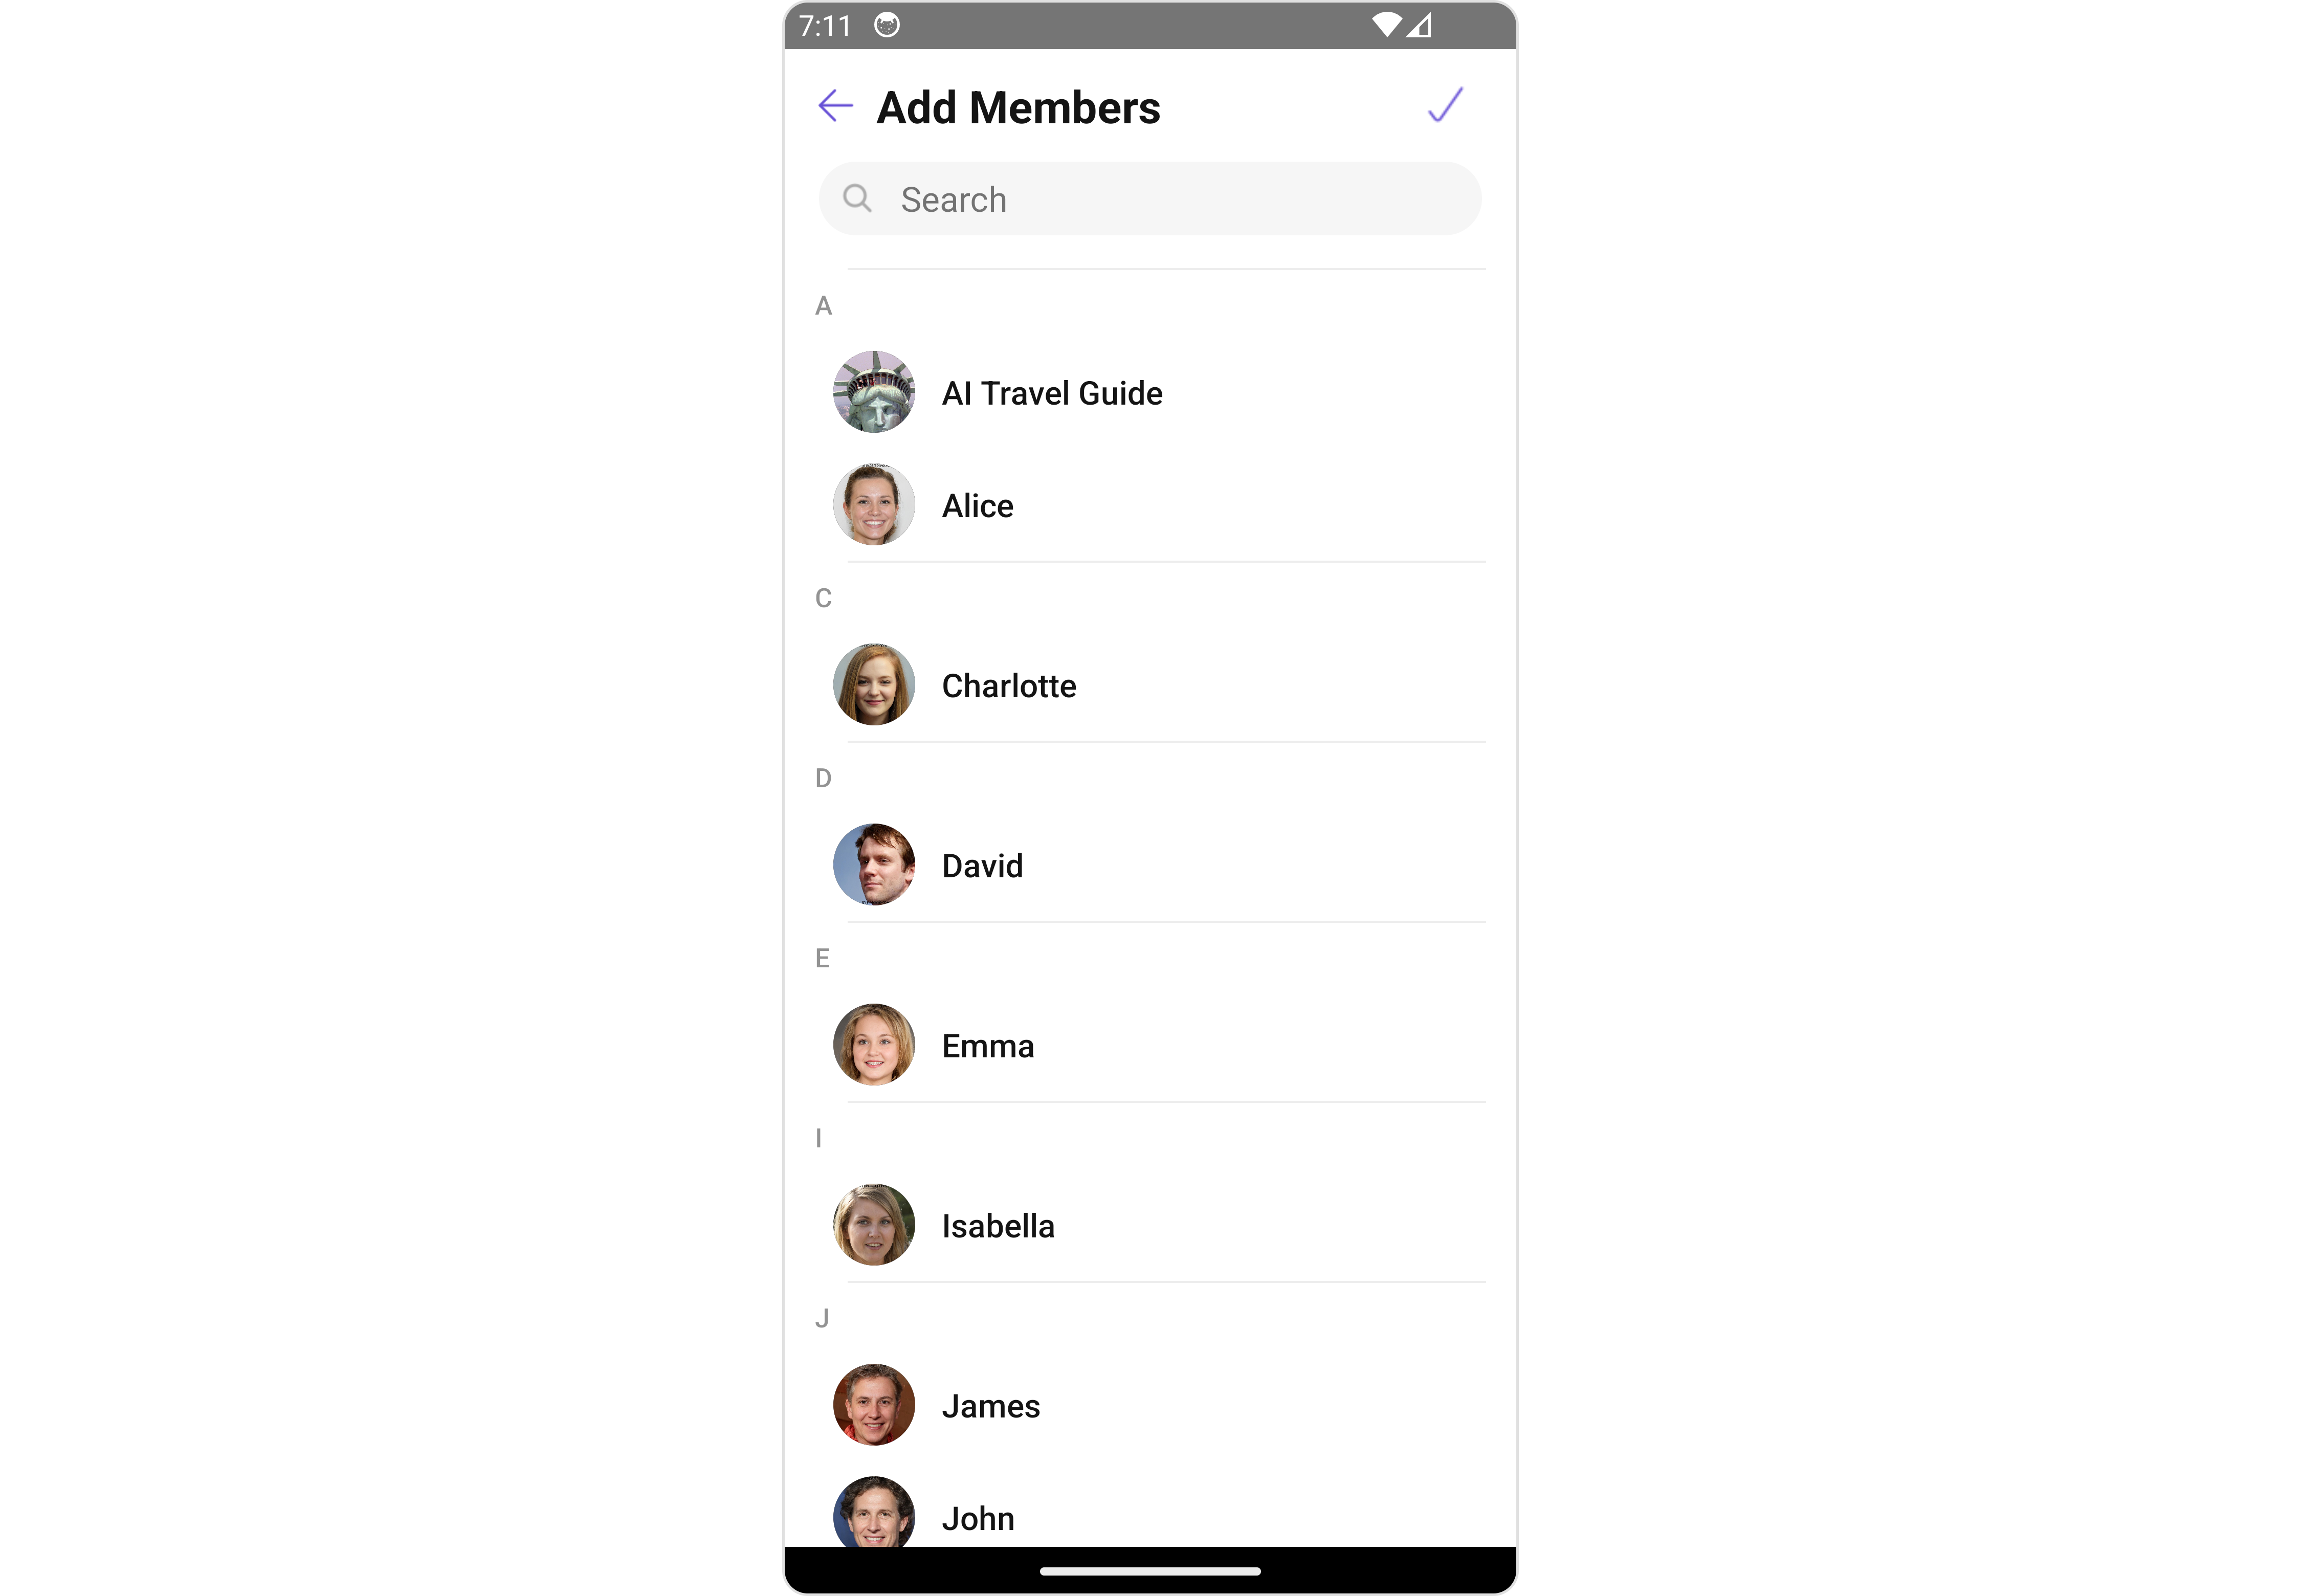 7:11
Add Members
Search
A
AI Travel Guide
Alice
C
Charlotte
D
David
E
Emma
I
Isabella
J
James
John